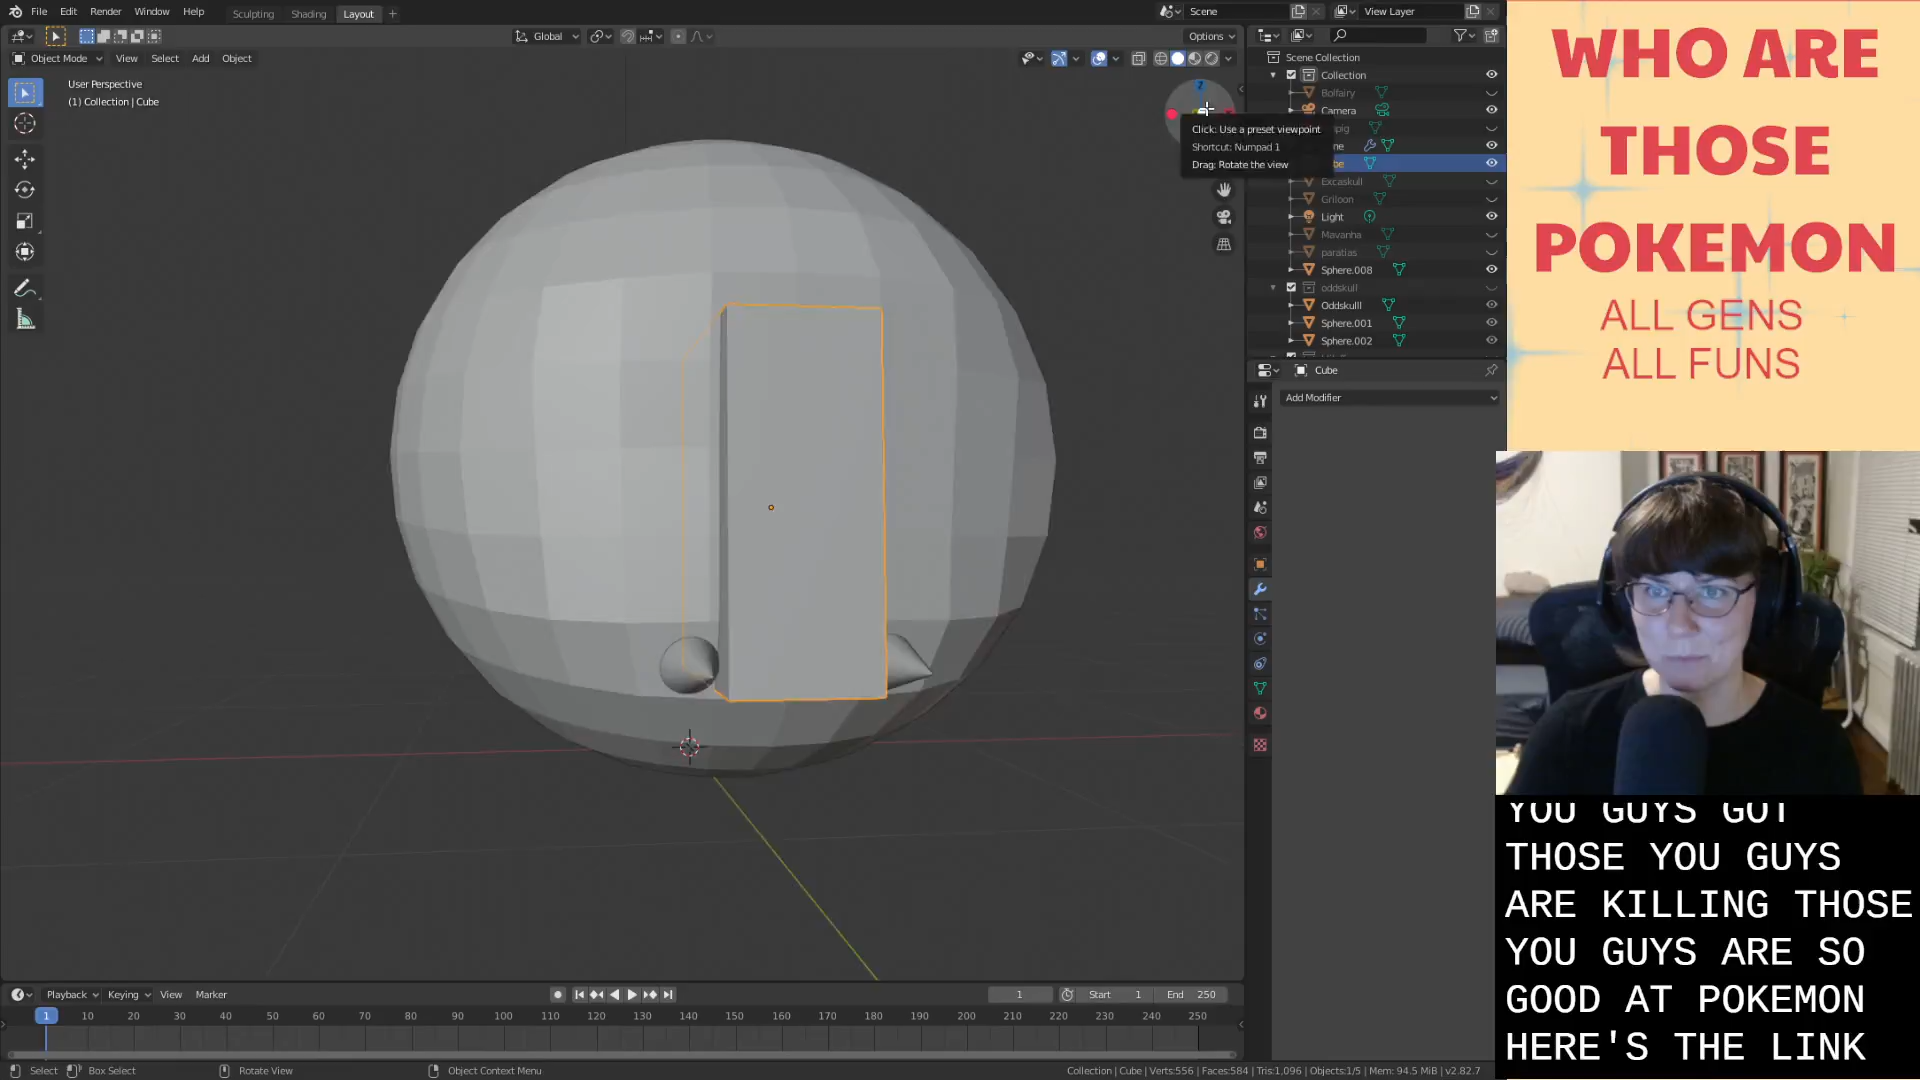 File Edit Render Window Help Sculpting Shading Layout + Scene View Layer
Global Options
Object Mode View Select Add Object
User Perspective
(1) Collection | Cube
Click: Use a preset viewpoint
Shortcut: Numpad 1
Drag: Rotate the view
Scene Collection
Collection
Bolfairy
Camera
Excaskull
Griloon
Light
Mavanha
paratias
Sphere.008
oddskull
Oddskulll
Sphere.001
Sphere.002
Cube
Add Modifier
WHO ARE
THOSE
POKEMON
ALL GENS
ALL FUNS
YOU GUYS GOT
THOSE YOU GUYS
ARE KILLING THOSE
YOU GUYS ARE SO
GOOD AT POKEMON
HERE'S THE LINK
Playback Keying View Marker 1 Start 1 End 250
1 10 20 30 40 50 60 70 80 90 100 110 120 130 140 150 160 170 180 190 200 210 220 230 240 250
Select Box Select Rotate View Object Context Menu Collection | Cube | Verts:556 | Faces:584 | Tris:1,096 | Objects:1/5 | Mem: 94.5 MiB | v2.82.7